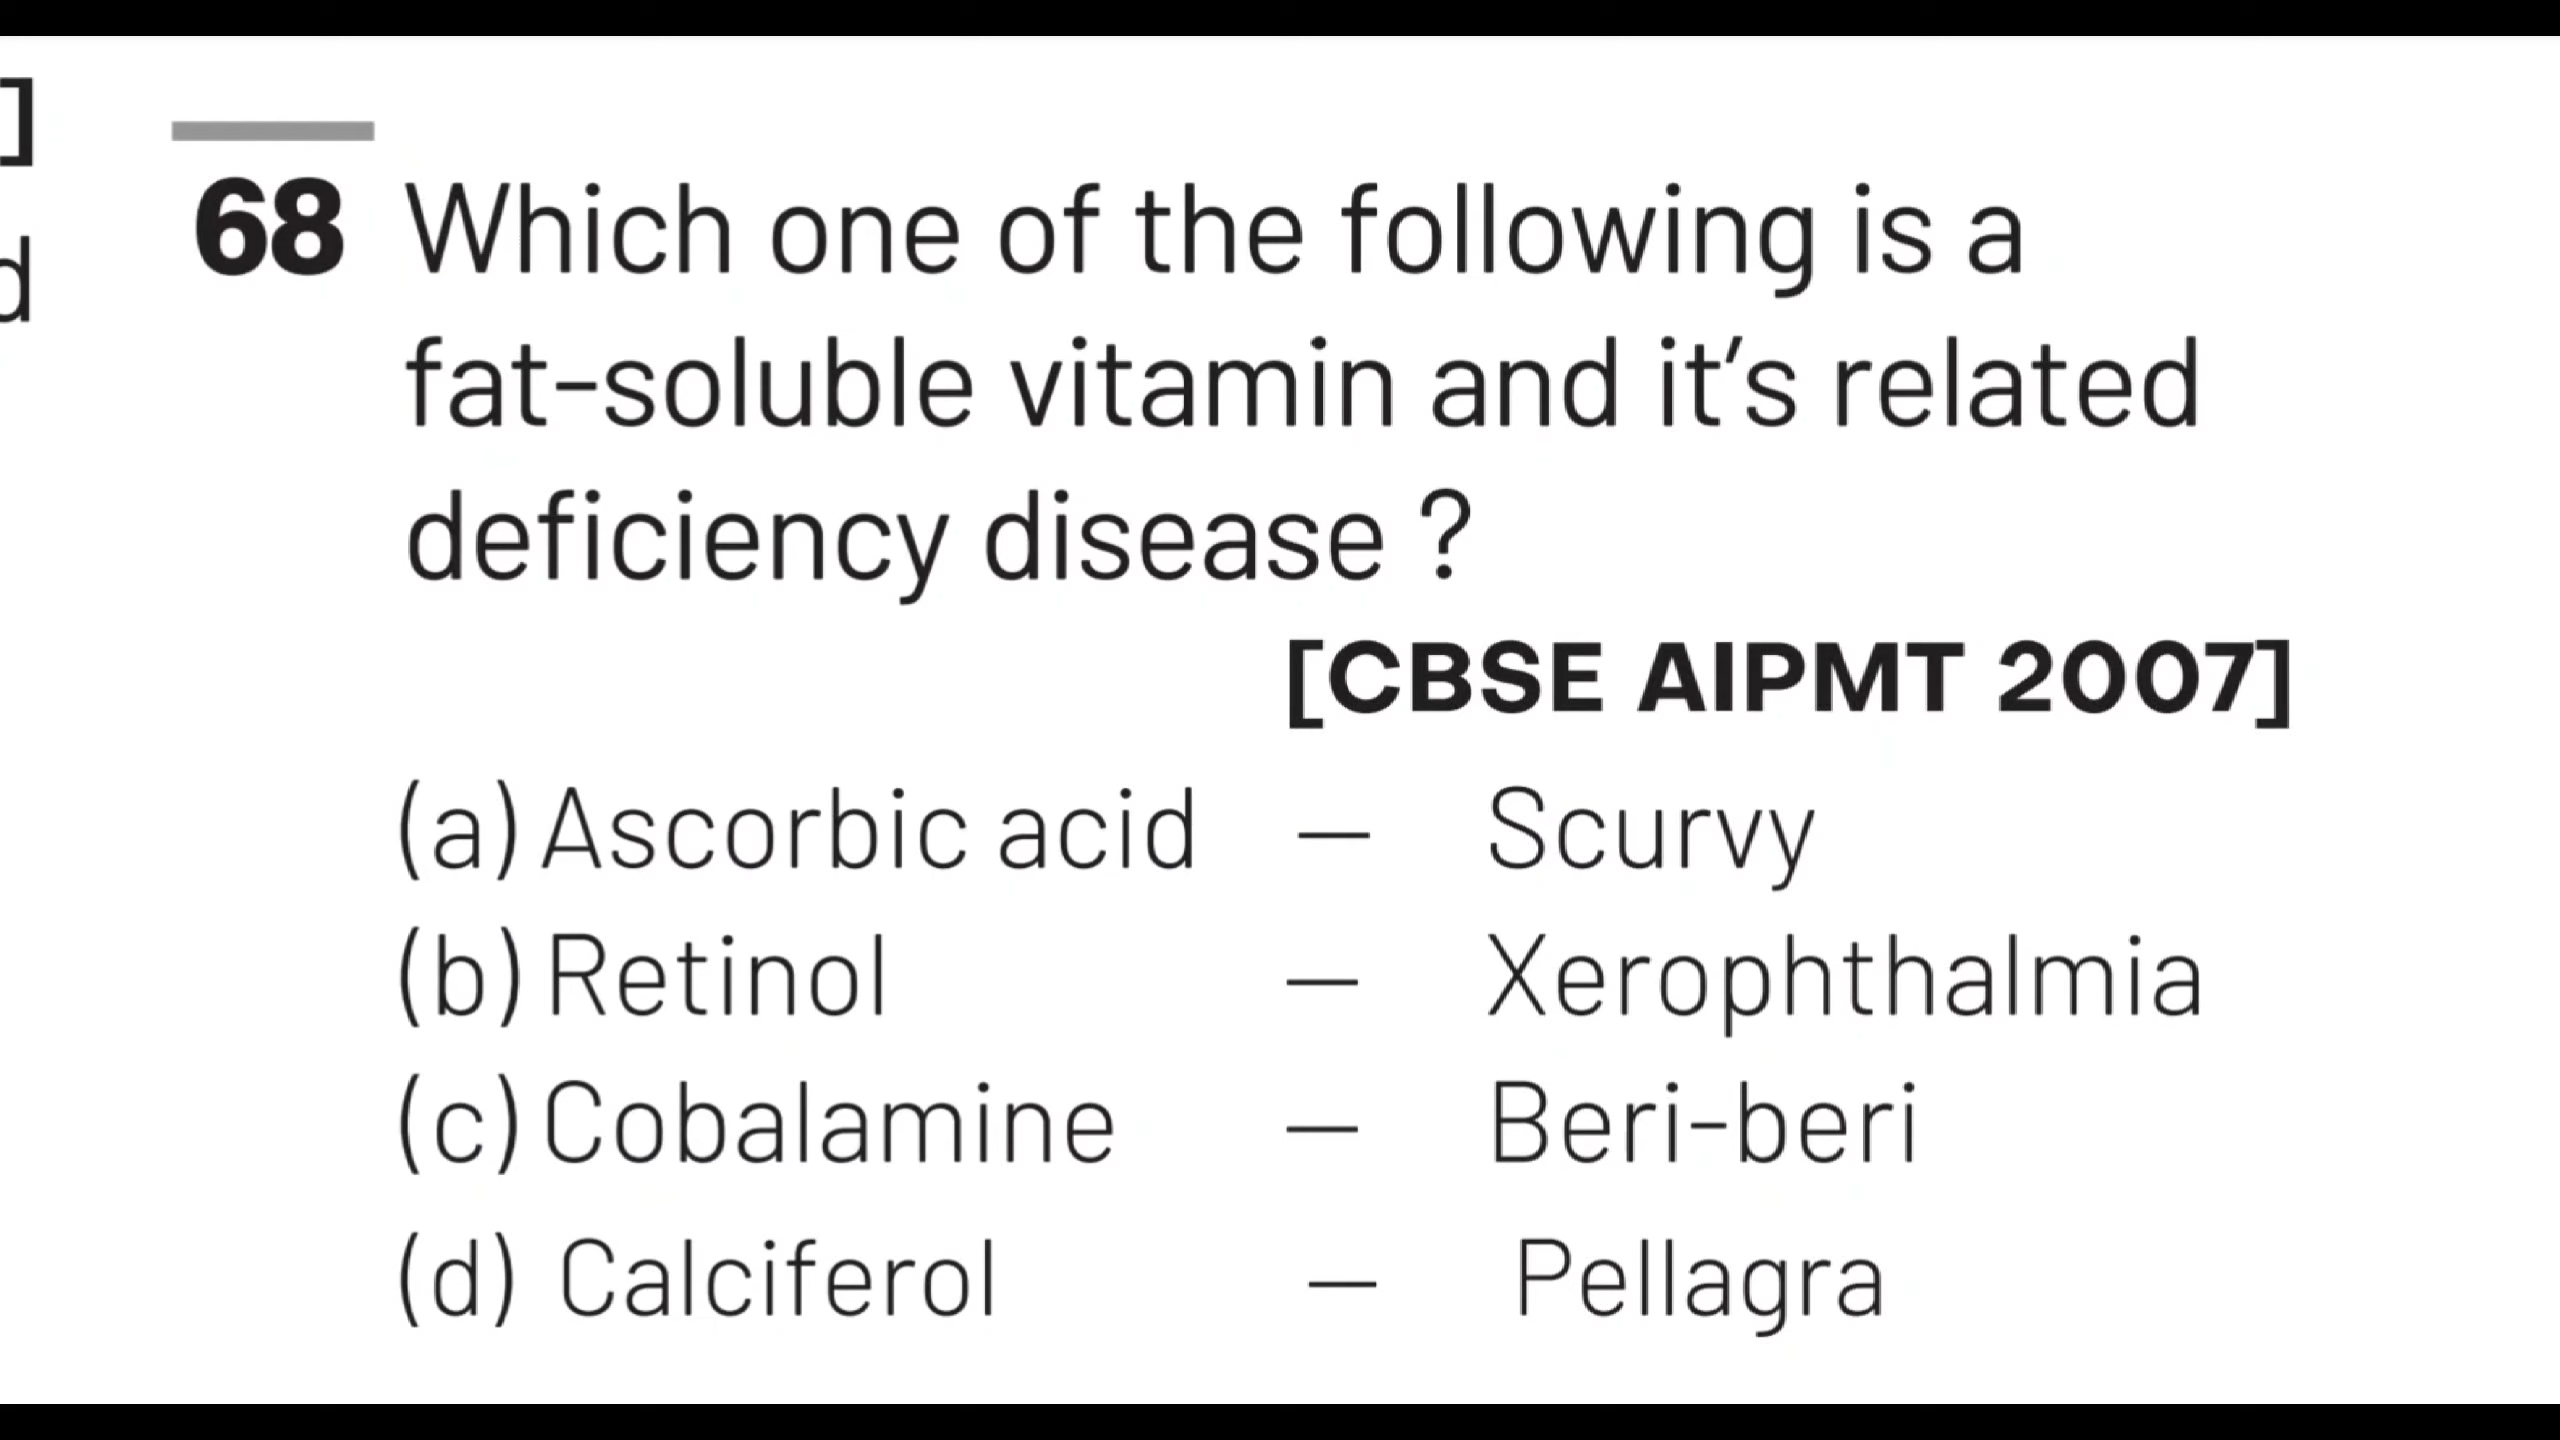 ]
d
68 Which one of the following is a
fat-soluble vitamin and it’s related
deficiency disease ?
[CBSE AIPMT 2007]
(a) Ascorbic acid — Scurvy
(b) Retinol — Xerophthalmia
(c) Cobalamine — Beri-beri
(d) Calciferol — Pellagra